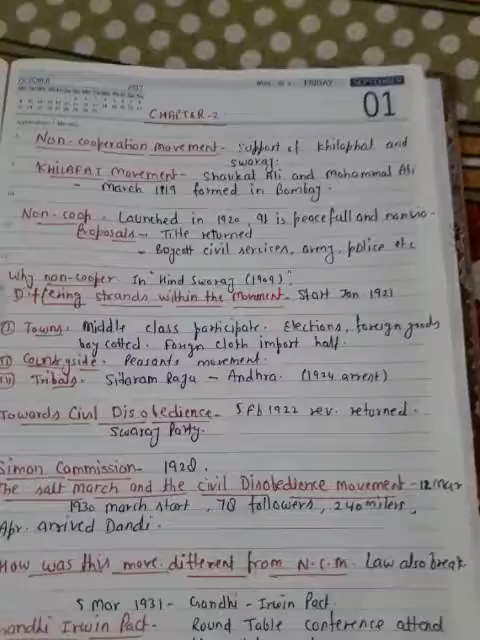 OCTOBER 2017
FRIDAY SEPTEMBER
01
CHAPTER-2
Non-cooperation movement - support of Khilaphat and
swaraj.
KHILAFAT Movement - Shaukat Ali and Mohammad Ali
- March 1919 formed in Bombay.
Non-coop - Launched in 1920, It is peacefull and nonvio-
Proposals - Title returned
- Boycott civil services, army, police etc
Why non-cooper. In "Hind Swaraj (1909)".
Differing strands within the movment - Start Jan 1921
(i) Towns. Middle class participate. Elections, foreign goods
boycotted. Foreign cloth import half.
(ii) Countryside. Peasants movement.
(iii) Tribals. Sitaram Raju - Andhra. (1924 arrest)
Towards Civil Disobedience - 5 Fb 1922 rev. returned.
Swaraj Party.
Simon Commission - 1928.
The salt march and the civil Disobedience movement - 12 Mar
1930 march start, 78 followers, 240 milers,
Apr. arrived Dandi.
How was this move. different from N.C.M. Law also break
5 Mar 1931 - Gandhi - Irwin Pact.
Gandhi Irwin Pact - Round Table conference attend